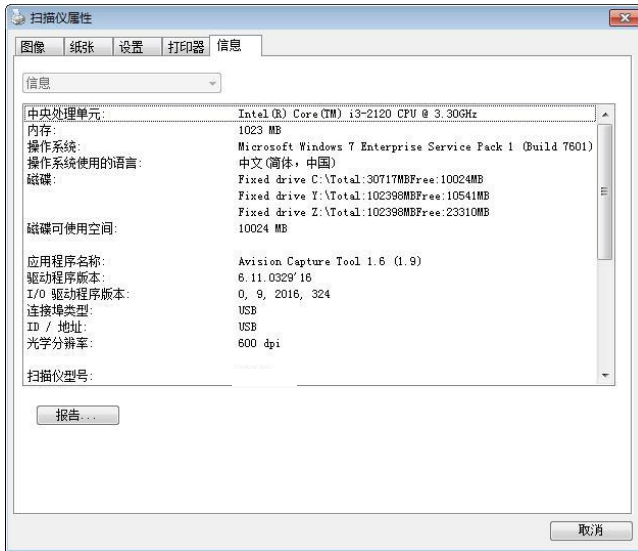 扫描仪属性
图像 纸张 设置 打印器 信息
信息
中央处理单元: Intel(R) Core(TM) i3-2120 CPU @ 3.30GHz
内存: 1023 MB
操作系统: Microsoft Windows 7 Enterprise Service Pack 1 (Build 7601)
操作系统使用的语言: 中文(简体,中国)
磁碟: Fixed drive C:\Total:30717MBFree:10024MB
Fixed drive Y:\Total:102398MBFree:10541MB
Fixed drive Z:\Total:102398MBFree:23310MB
磁碟可使用空间: 10024 MB
应用程序名称: Avision Capture Tool 1.6 (1.9)
驱动程序版本: 6.11.0329'16
I/O 驱动程序版本: 0, 9, 2016, 324
连接埠类型: USB
ID / 地址: USB
光学分辨率: 600 dpi
扫描仪型号:
报告...
取消